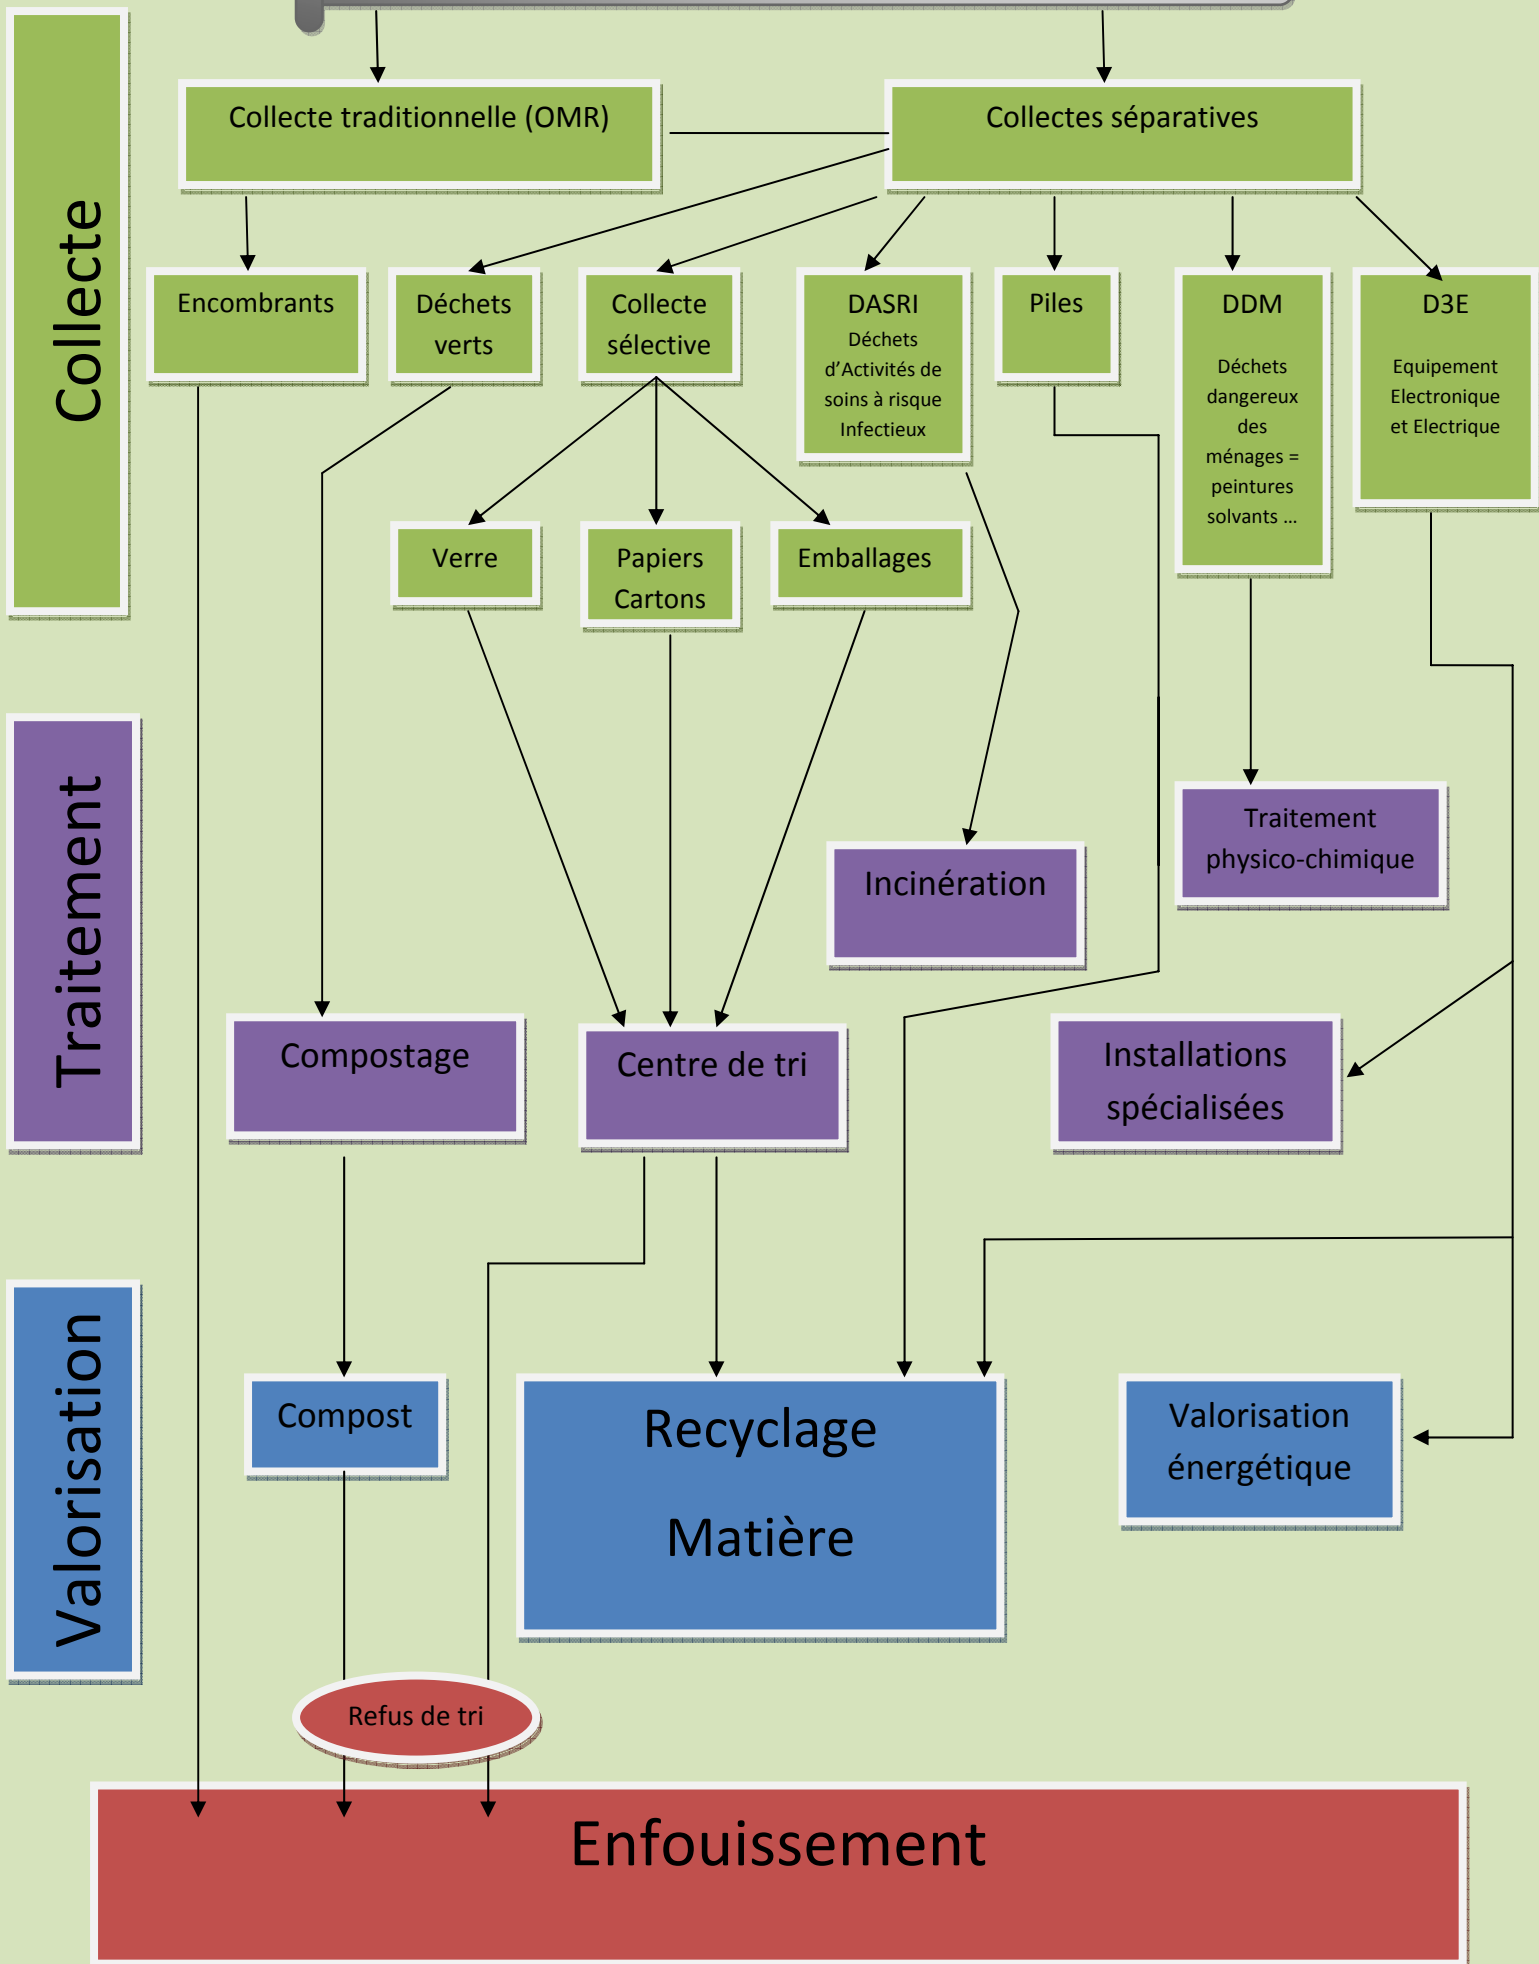 Collecte
Collecte traditionnelle (OMR)
Collectes séparatives
Encombrants
Déchets
verts
Collecte
sélective
DASRI
Déchets
d’Activités de
soins à risque
Infectieux
Piles
DDM
Déchets
dangereux
des
ménages =
peintures
solvants ...
D3E
Equipement
Electronique
et Electrique
Verre
Papiers
Cartons
Emballages
Traitement
Traitement
physico-chimique
Incinération
Compostage
Centre de tri
Installations
spécialisées
Valorisation
Compost
Recyclage
Matière
Valorisation
énergétique
Refus de tri
Enfouissement